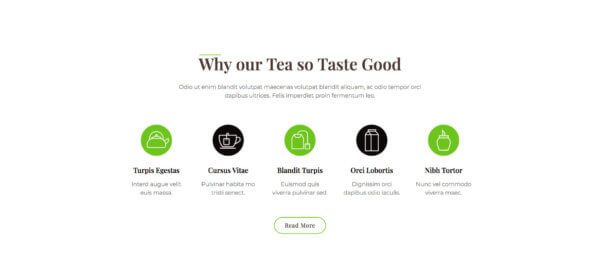 Why our Tea so Taste Good
Odio ut enim blandit volutpat maecenas volutpat blandit aliquam, ac odio tempor orci
dapibus ultrices. Felis imperdiet proin fermentum leo.
Turpis Egestas
Cursus Vitae
Blandit Turpis
Orci Lobortis
Nibh Tortor
Interd augue velit
euis massa.
Pulvinar habita mo
tristi senect.
Euismod quis
viverra pulvinar sed.
Dignissim orci
dapibus odio iaculis.
Nunc vel commodo
viverra maec.
Read More